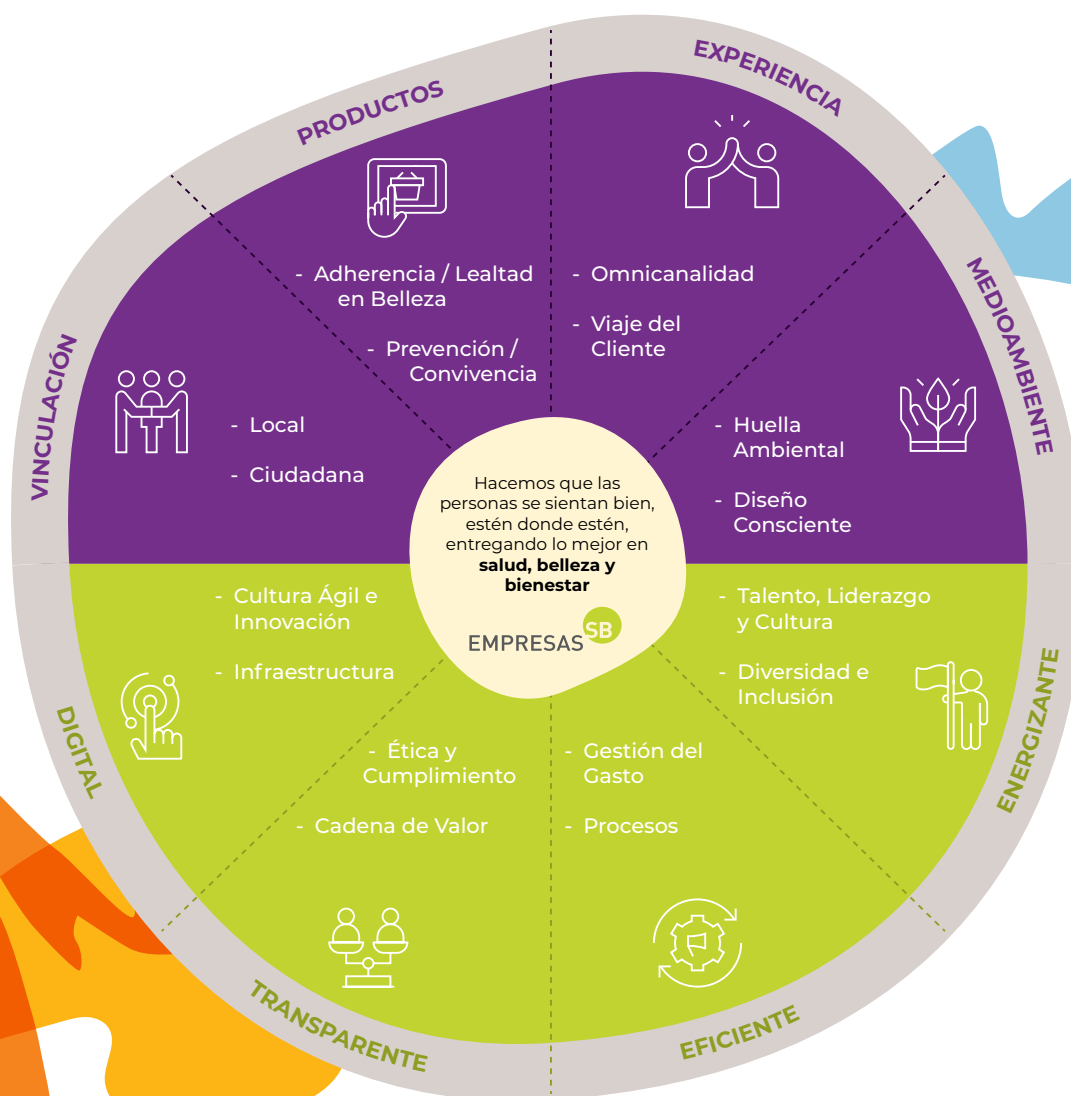 PRODUCTOS
- Adherencia / Lealtad
en Belleza
- Prevención /
Convivencia
EXPERIENCIA
- Omnicanalidad
- Viaje del
Cliente
MEDIOAMBIENTE
- Huella
Ambiental
- Diseño
Consciente
VINCULACIÓN
- Local
- Ciudadana
Hacemos que las
personas se sientan bien,
estén donde estén,
entregando lo mejor en
salud, belleza y
bienestar
EMPRESAS SB
DIGITAL
- Cultura Ágil e
Innovación
- Infraestructura
TRANSPARENTE
- Ética y
Cumplimiento
- Cadena de Valor
EFICIENTE
- Gestión del
Gasto
- Procesos
ENERGIZANTE
- Talento, Liderazgo
y Cultura
- Diversidad e
Inclusión